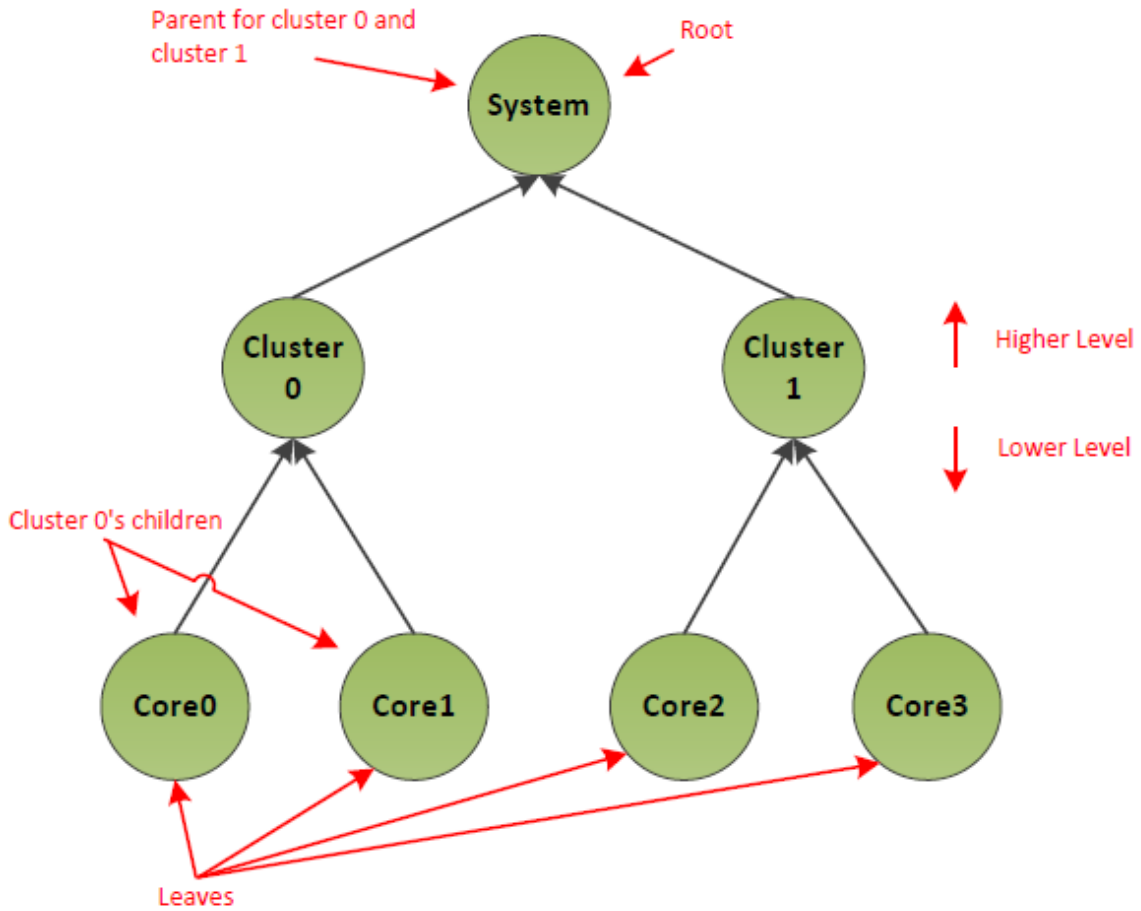 Parent for cluster 0 and
cluster 1
Root
System
Cluster
0
Cluster
1
Higher Level
Lower Level
Cluster 0's children
Core0
Core1
Core2
Core3
Leaves